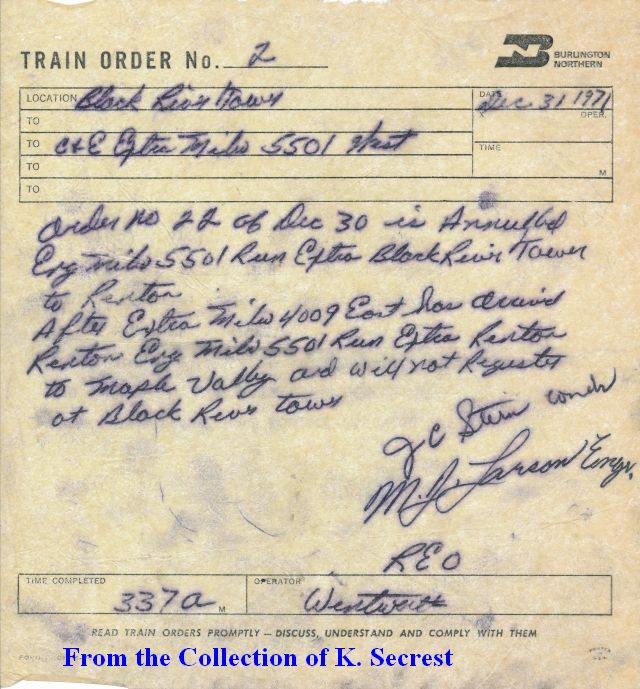 TRAIN ORDER No. 2
BURLINGTON NORTHERN
LOCATION Black River Tower
DATE Dec 31 1971
X OPER.
TO
TO C&E Extra Milw 5501 West
TIME M
TO
TO
Order No 22 of Dec 30 is Annulled
Eng Milw 5501 Run Extra Black River Tower
to Renton
After Extra Milw 4009 East has arrived
Renton Eng Milw 5501 Run Extra Renton
to Maple Valley and will not Register
at Black River Tower
J C Stein condr
M. D. Larson Engr.
REO
TIME COMPLETED 337a M
OPERATOR Wentworth
READ TRAIN ORDERS PROMPTLY — DISCUSS, UNDERSTAND AND COMPLY WITH THEM
From the Collection of K. Secrest